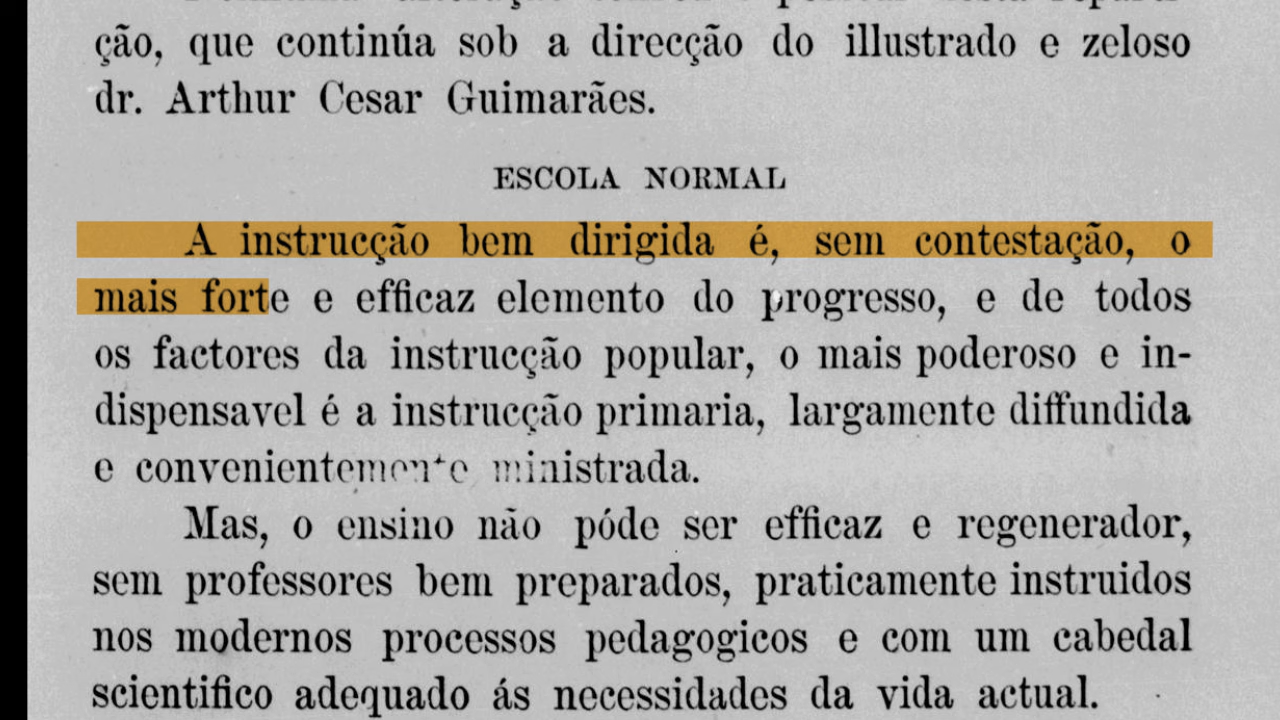 ção, que continúa sob a direcção do illustrado e zeloso
dr. Arthur Cesar Guimarães.
ESCOLA NORMAL
A instrucção bem dirigida é, sem contestação, o
mais forte e efficaz elemento do progresso, e de todos
os factores da instrucção popular, o mais poderoso e in-
dispensavel é a instrucção primaria, largamente diffundida
e convenientemente ministrada.
Mas, o ensino não póde ser efficaz e regenerador,
sem professores bem preparados, praticamente instruidos
nos modernos processos pedagogicos e com um cabedal
scientifico adequado ás necessidades da vida actual.